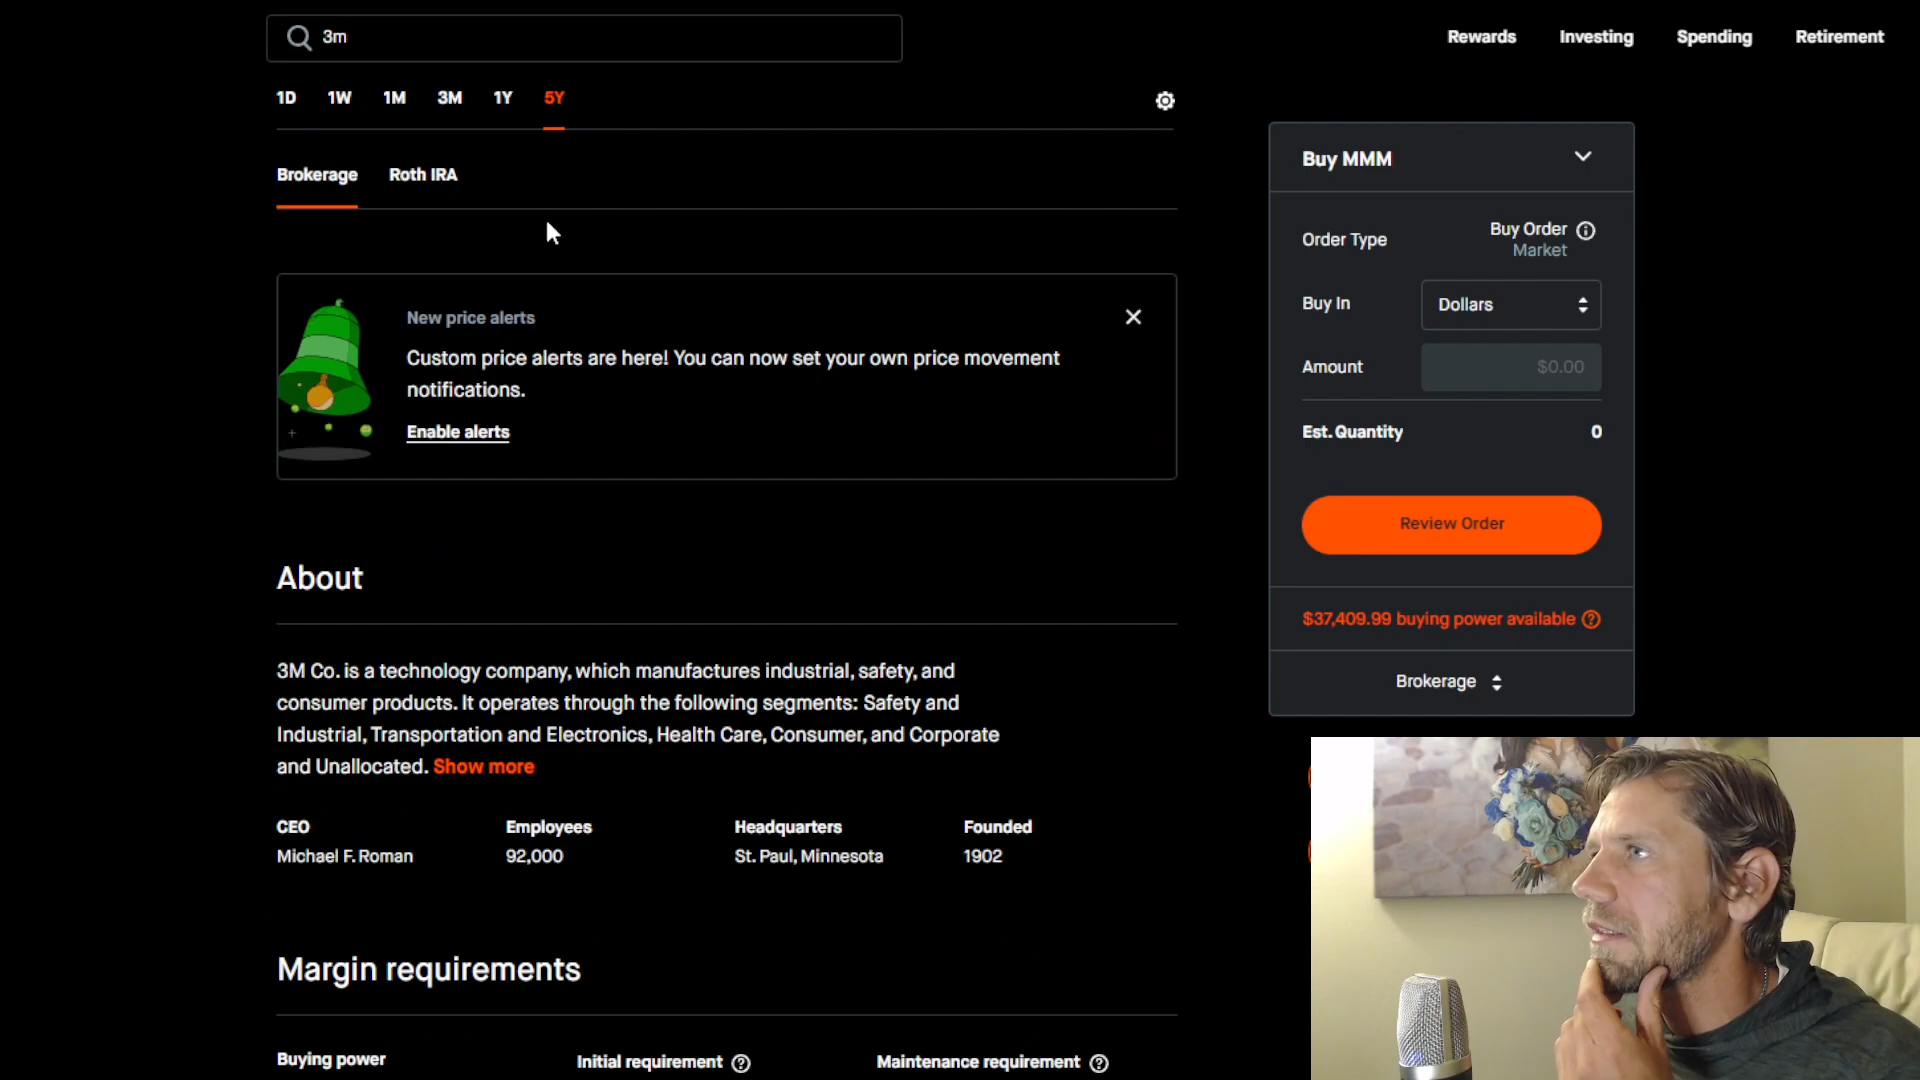 3m
Rewards Investing Spending Retirement
1D 1W 1M 3M 1Y 5Y
Brokerage Roth IRA
New price alerts
Custom price alerts are here! You can now set your own price movement
notifications.
Enable alerts
About
3M Co. is a technology company, which manufactures industrial, safety, and
consumer products. It operates through the following segments: Safety and
Industrial, Transportation and Electronics, Health Care, Consumer, and Corporate
and Unallocated. Show more
CEO Employees Headquarters Founded
Michael F. Roman 92,000 St. Paul, Minnesota 1902
Margin requirements
Buying power Initial requirement Maintenance requirement
Buy MMM
Order Type Buy Order
Market
Buy In Dollars
Amount $0.00
Est. Quantity 0
Review Order
$37,409.99 buying power available
Brokerage